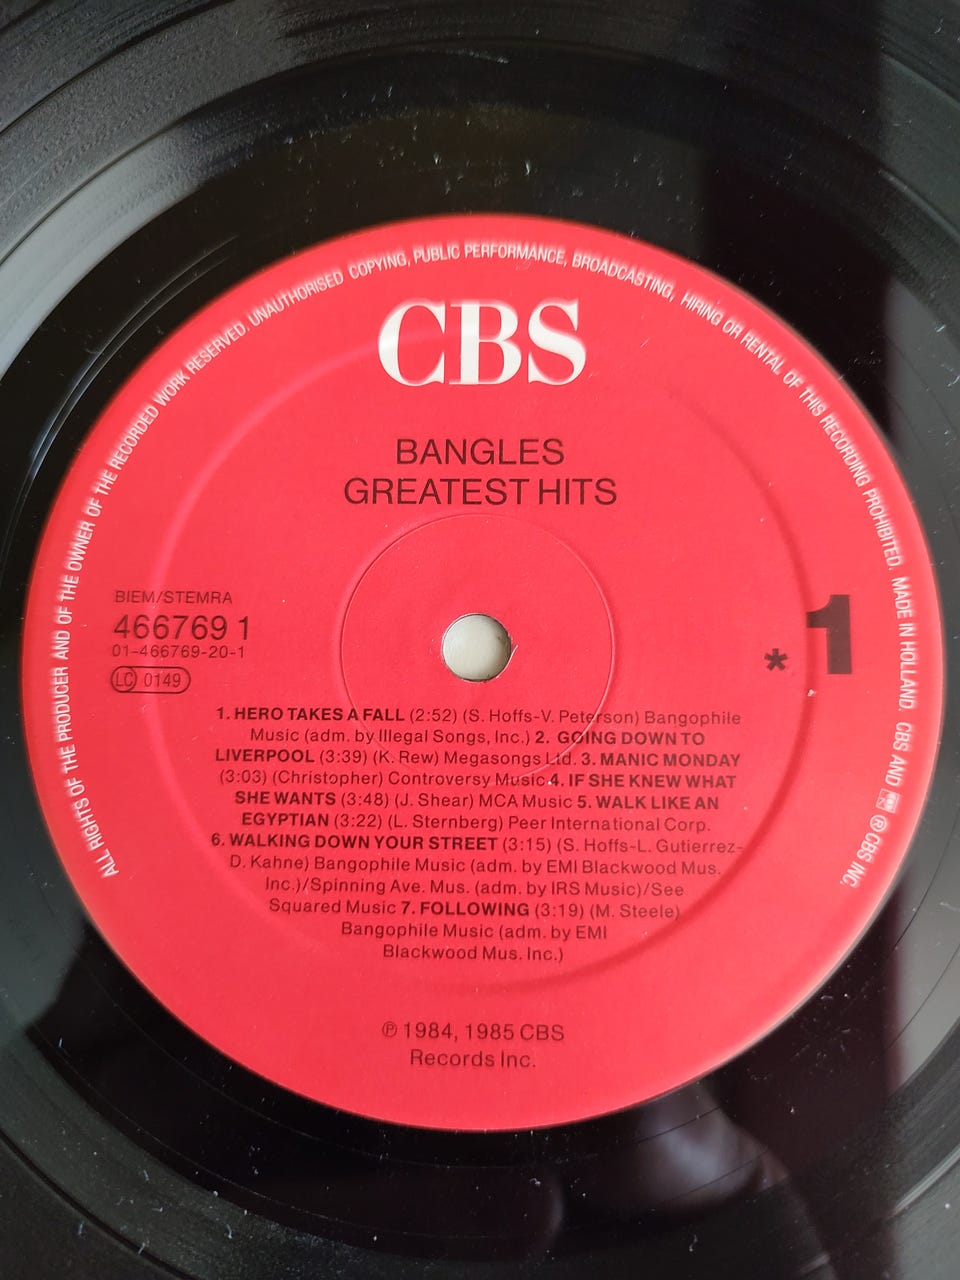 ALL RIGHTS OF THE PRODUCER AND OF THE OWNER OF THE RECORDED WORK RESERVED. UNAUTHORISED COPYING, PUBLIC PERFORMANCE, BROADCASTING, HIRING OR RENTAL OF THIS RECORDING PROHIBITED. MADE IN HOLLAND. CBS AND ® CBS INC.
CBS
BANGLES
GREATEST HITS
BIEM/STEMRA
466769 1
01-466769-20-1
LC 0149
* 1
1. HERO TAKES A FALL (2:52) (S. Hoffs-V. Peterson) Bangophile
Music (adm. by Illegal Songs, Inc.) 2. GOING DOWN TO
LIVERPOOL (3:39) (K. Rew) Megasongs Ltd. 3. MANIC MONDAY
(3:03) (Christopher) Controversy Music 4. IF SHE KNEW WHAT
SHE WANTS (3:48) (J. Shear) MCA Music 5. WALK LIKE AN
EGYPTIAN (3:22) (L. Sternberg) Peer International Corp.
6. WALKING DOWN YOUR STREET (3:15) (S. Hoffs-L. Gutierrez-
D. Kahne) Bangophile Music (adm. by EMI Blackwood Mus.
Inc.)/Spinning Ave. Mus. (adm. by IRS Music)/See
Squared Music 7. FOLLOWING (3:19) (M. Steele)
Bangophile Music (adm. by EMI
Blackwood Mus. Inc.)
℗ 1984, 1985 CBS
Records Inc.